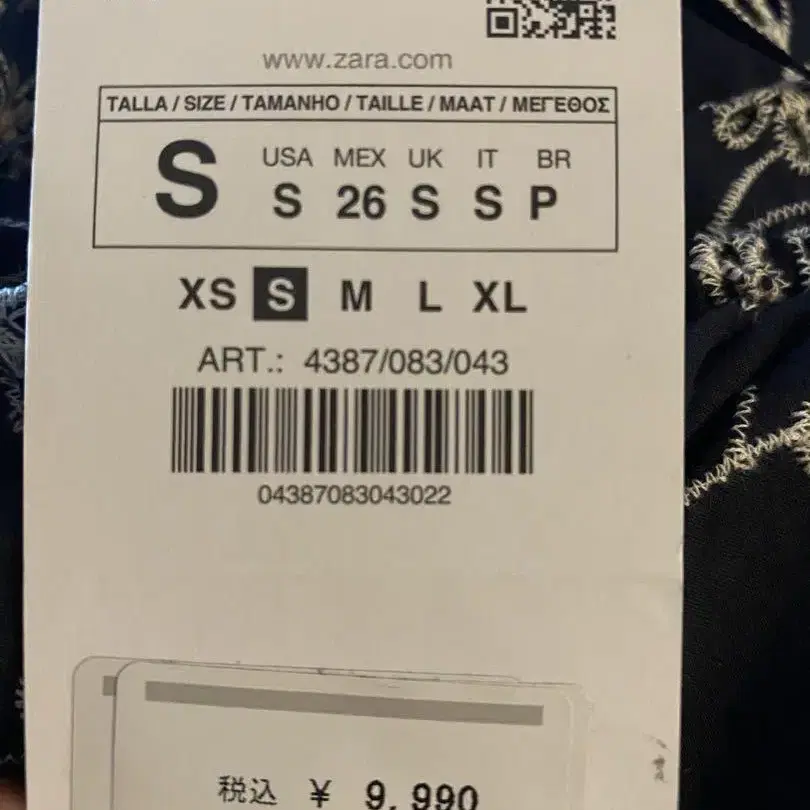 www.zara.com
TALLA / SIZE / TAMANHO / TAILLE / MAAT / ΜΕΓΕΘΟΣ
S USA MEX UK IT BR
S 26 S S P
XS S M L XL
ART.: 4387/083/043
04387083043022
税込 ¥ 9,990